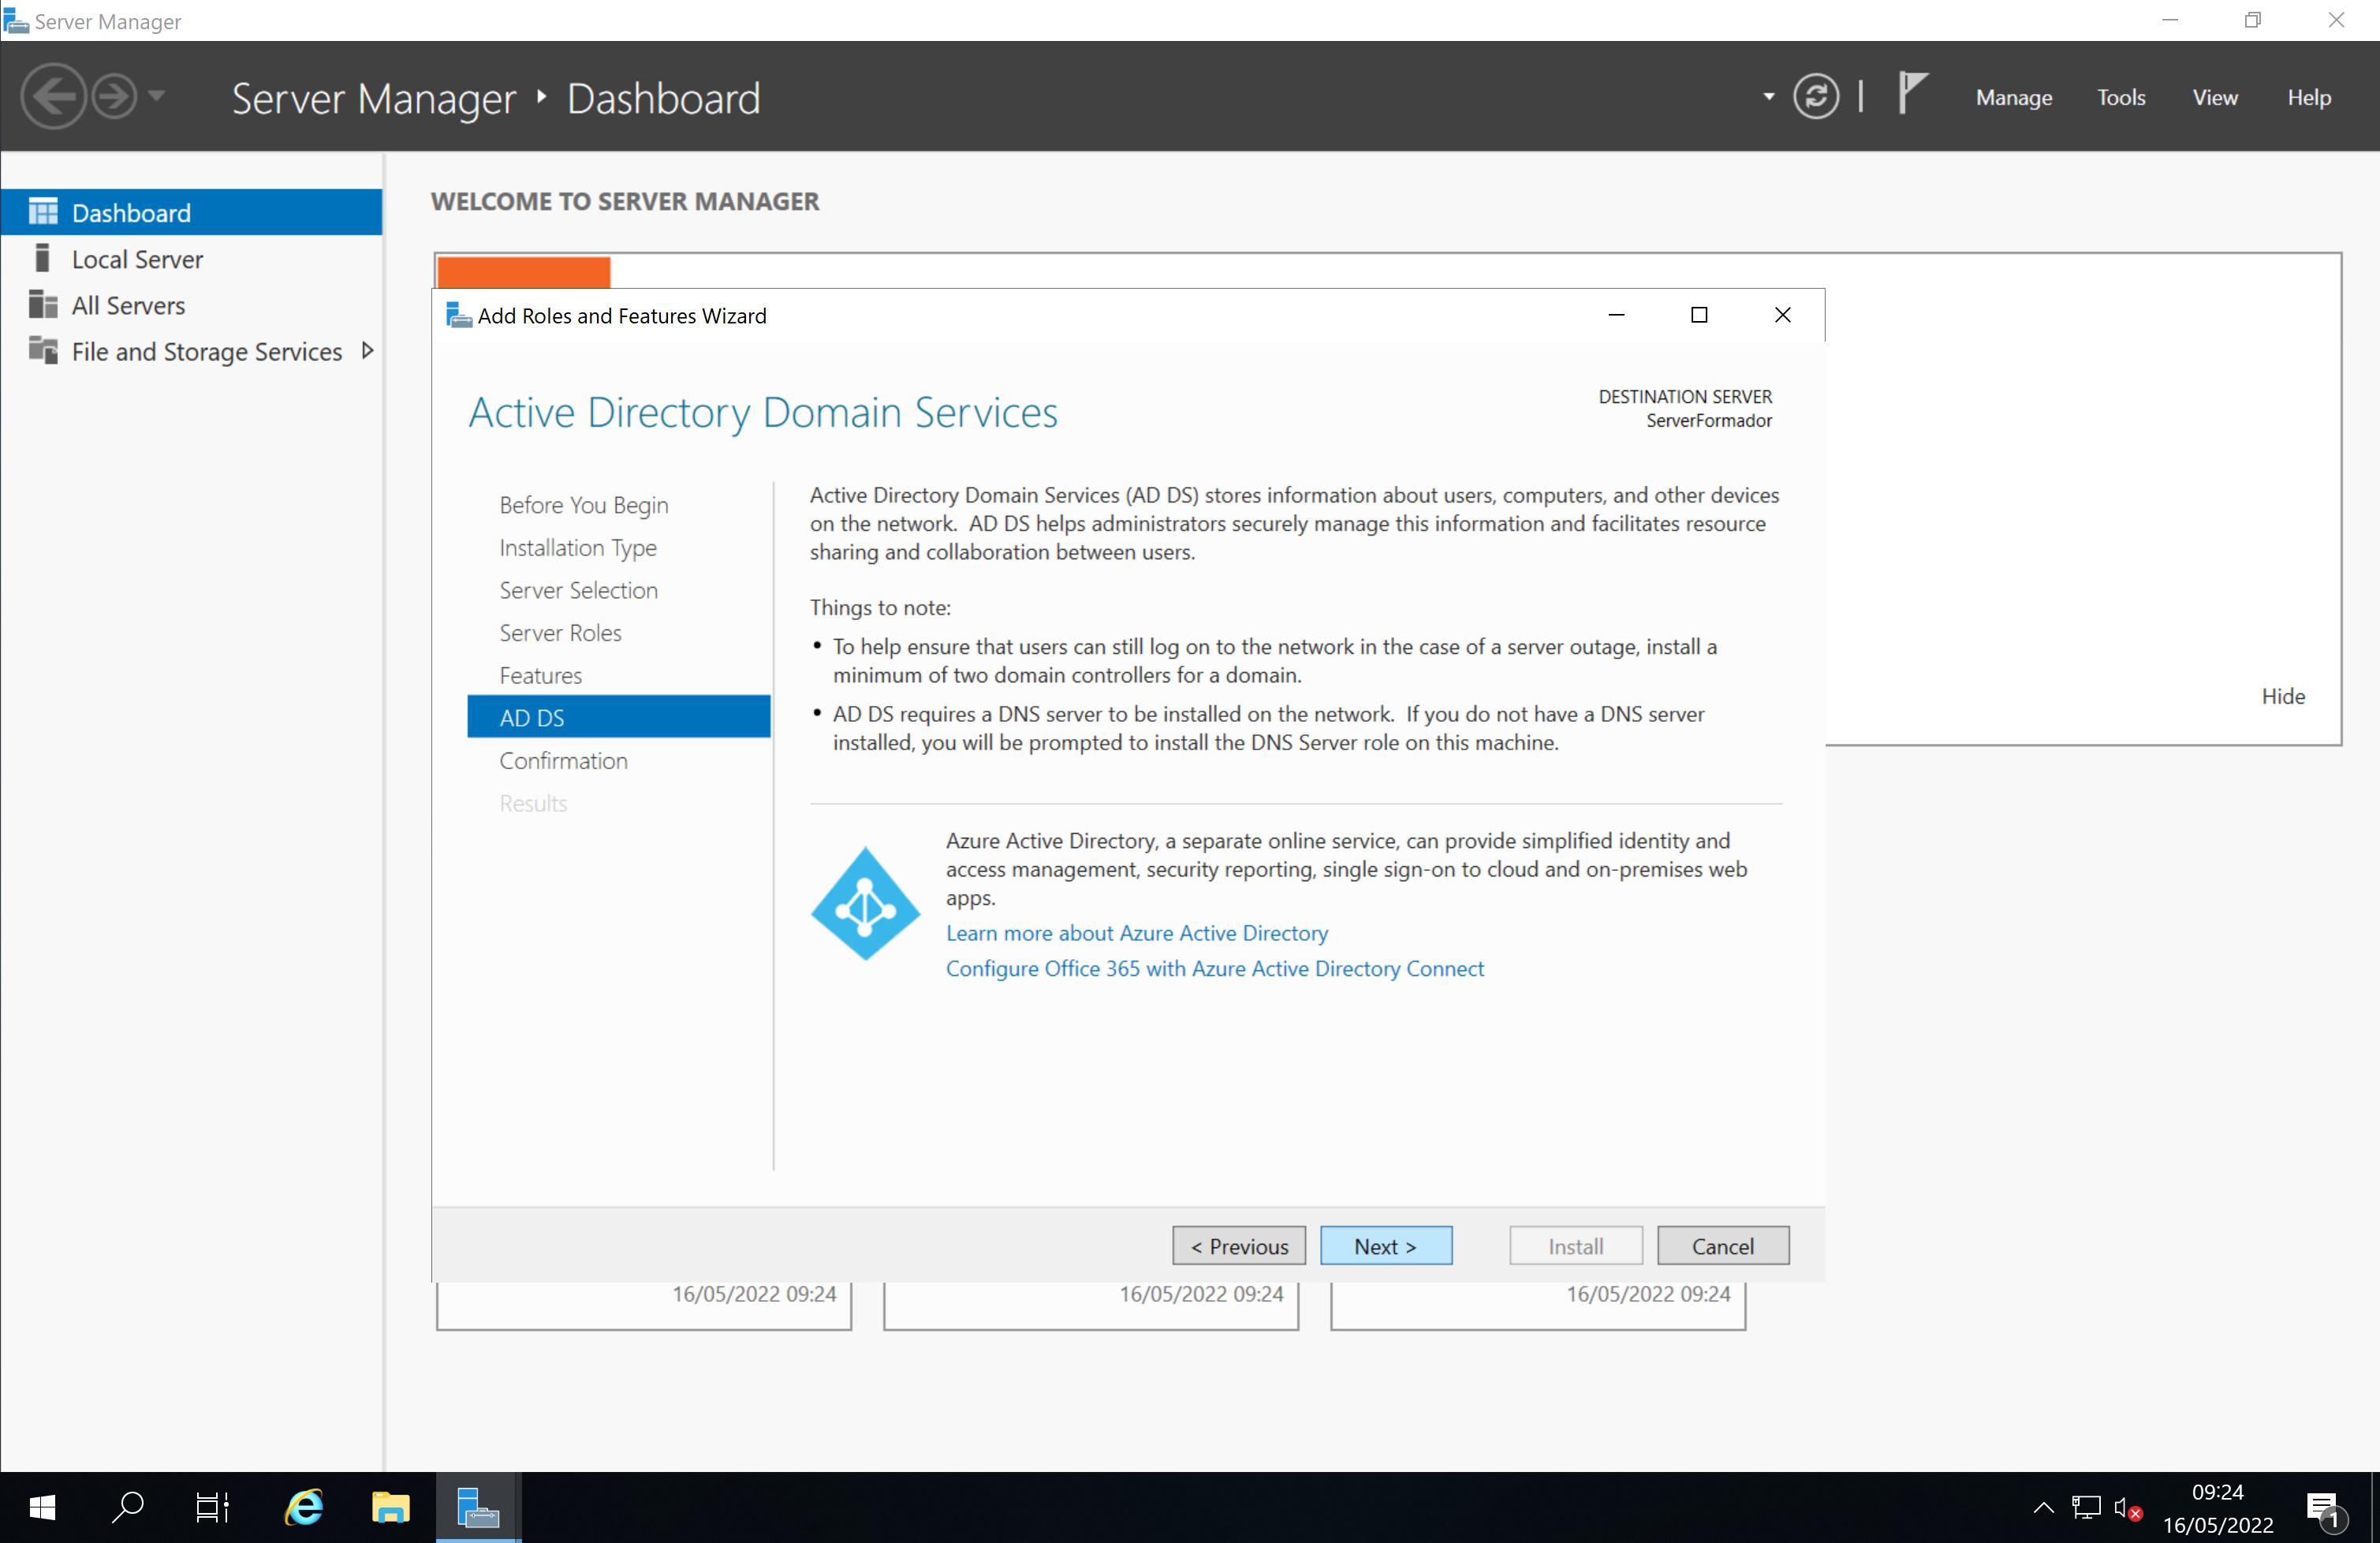 Server Manager
Server Manager Dashboard
Manage Tools View Help
Dashboard
Local Server
All Servers
File and Storage Services
WELCOME TO SERVER MANAGER
Hide
Add Roles and Features Wizard
Active Directory Domain Services
DESTINATION SERVER
ServerFormador
Before You Begin
Installation Type
Server Selection
Server Roles
Features
AD DS
Confirmation
Results
Active Directory Domain Services (AD DS) stores information about users, computers, and other devices
on the network. AD DS helps administrators securely manage this information and facilitates resource
sharing and collaboration between users.
Things to note:
• To help ensure that users can still log on to the network in the case of a server outage, install a
minimum of two domain controllers for a domain.
• AD DS requires a DNS server to be installed on the network. If you do not have a DNS server
installed, you will be prompted to install the DNS Server role on this machine.
Azure Active Directory, a separate online service, can provide simplified identity and
access management, security reporting, single sign-on to cloud and on-premises web
apps.
Learn more about Azure Active Directory
Configure Office 365 with Azure Active Directory Connect
< Previous Next > Install Cancel
16/05/2022 09:24 16/05/2022 09:24 16/05/2022 09:24
09:24
16/05/2022
1